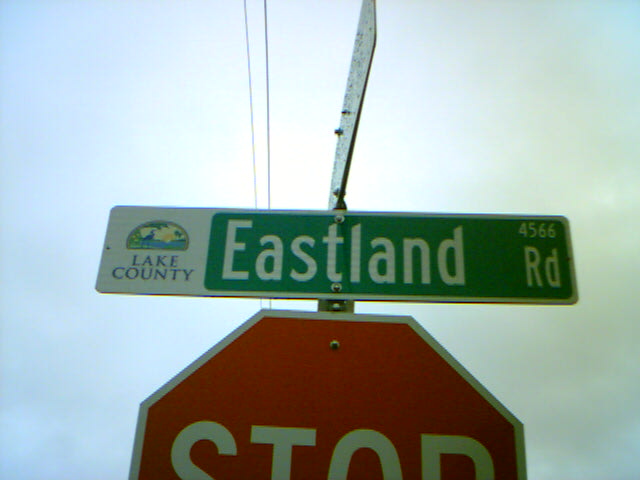 LAKE
COUNTY
Eastland Rd
4566
STOP